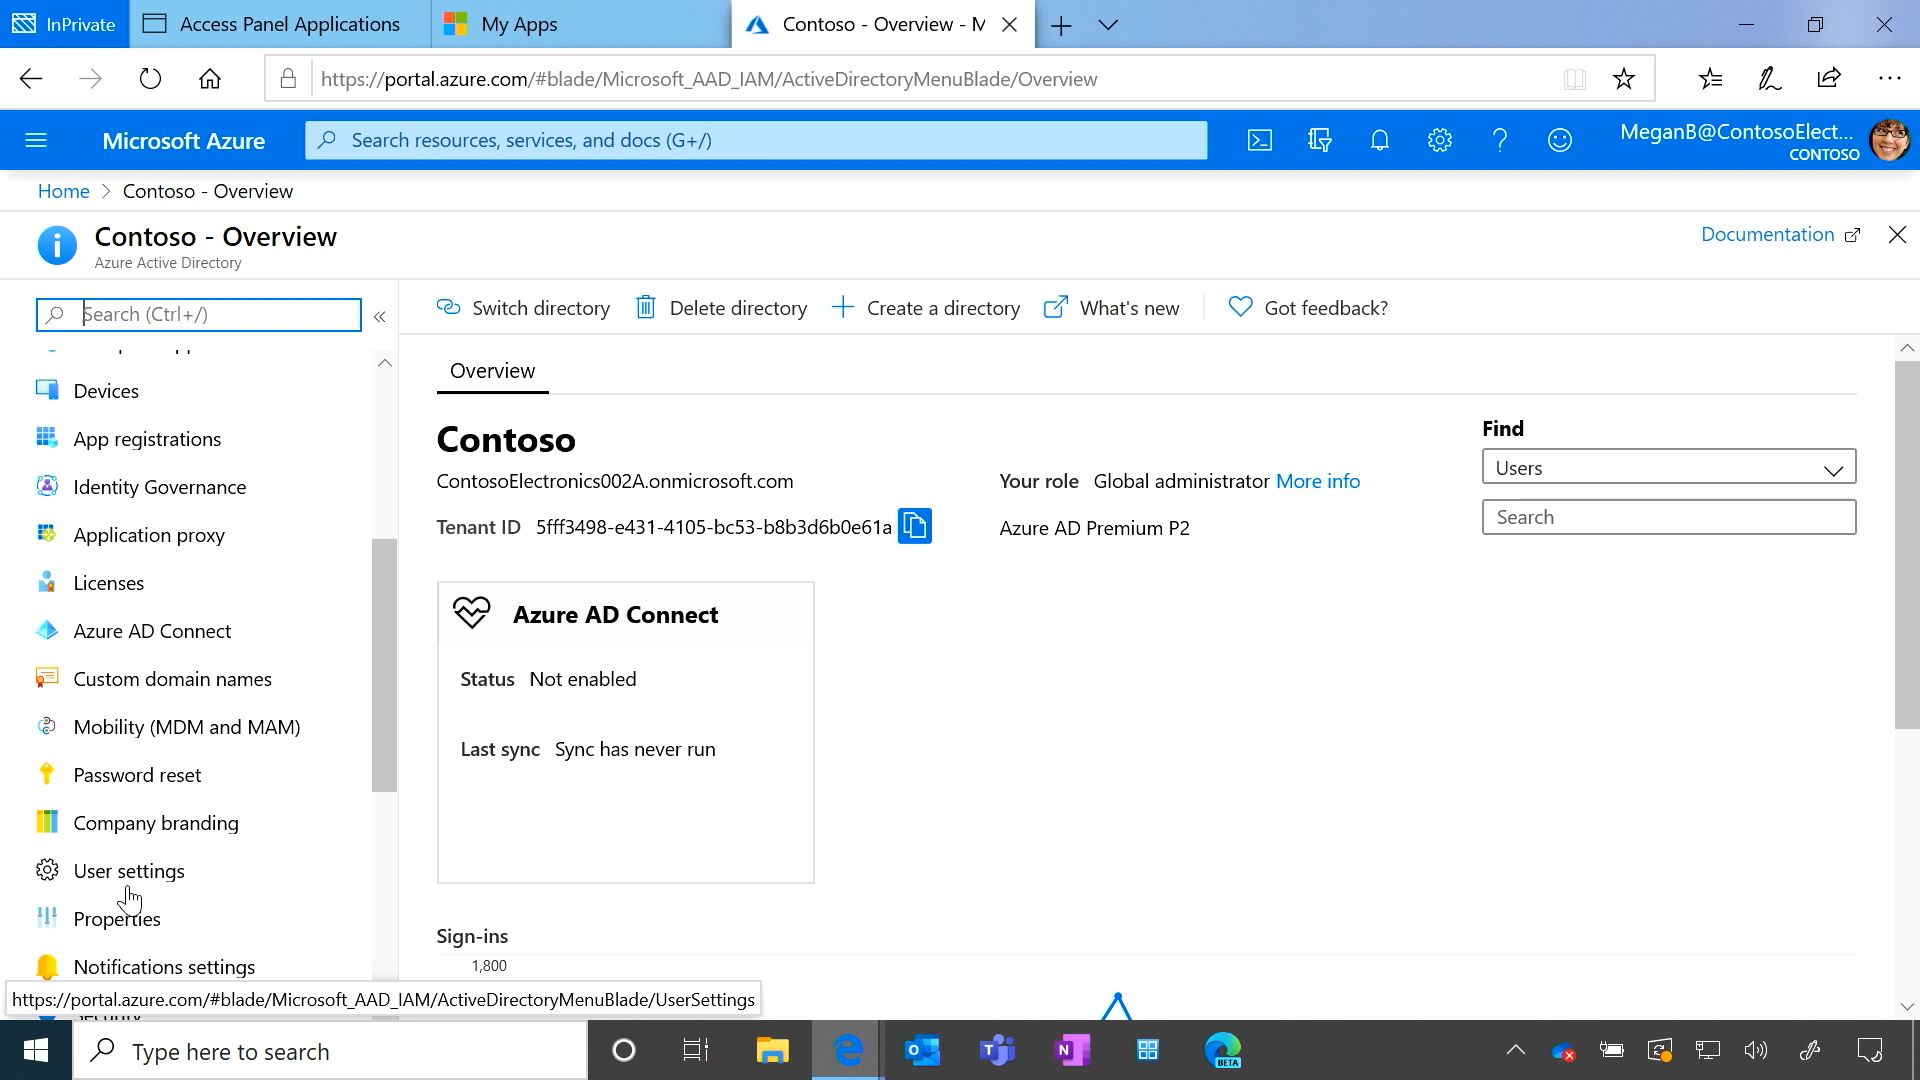 InPrivate
Access Panel Applications
My Apps
Contoso - Overview - M
https://portal.azure.com/#blade/Microsoft_AAD_IAM/ActiveDirectoryMenuBlade/Overview
Microsoft Azure
Search resources, services, and docs (G+/)
MeganB@ContosoElect...
CONTOSO
Home > Contoso - Overview
Contoso - Overview
Azure Active Directory
Documentation
Search (Ctrl+/)
«
Switch directory
Delete directory
Create a directory
What's new
Got feedback?
Devices
App registrations
Identity Governance
Application proxy
Licenses
Azure AD Connect
Custom domain names
Mobility (MDM and MAM)
Password reset
Company branding
User settings
Properties
Notifications settings
Overview
Contoso
ContosoElectronics002A.onmicrosoft.com
Your role Global administrator More info
Tenant ID 5fff3498-e431-4105-bc53-b8b3d6b0e61a
Azure AD Premium P2
Find
Users
Search
Azure AD Connect
Status Not enabled
Last sync Sync has never run
Sign-ins
1,800
https://portal.azure.com/#blade/Microsoft_AAD_IAM/ActiveDirectoryMenuBlade/UserSettings
Type here to search
BETA